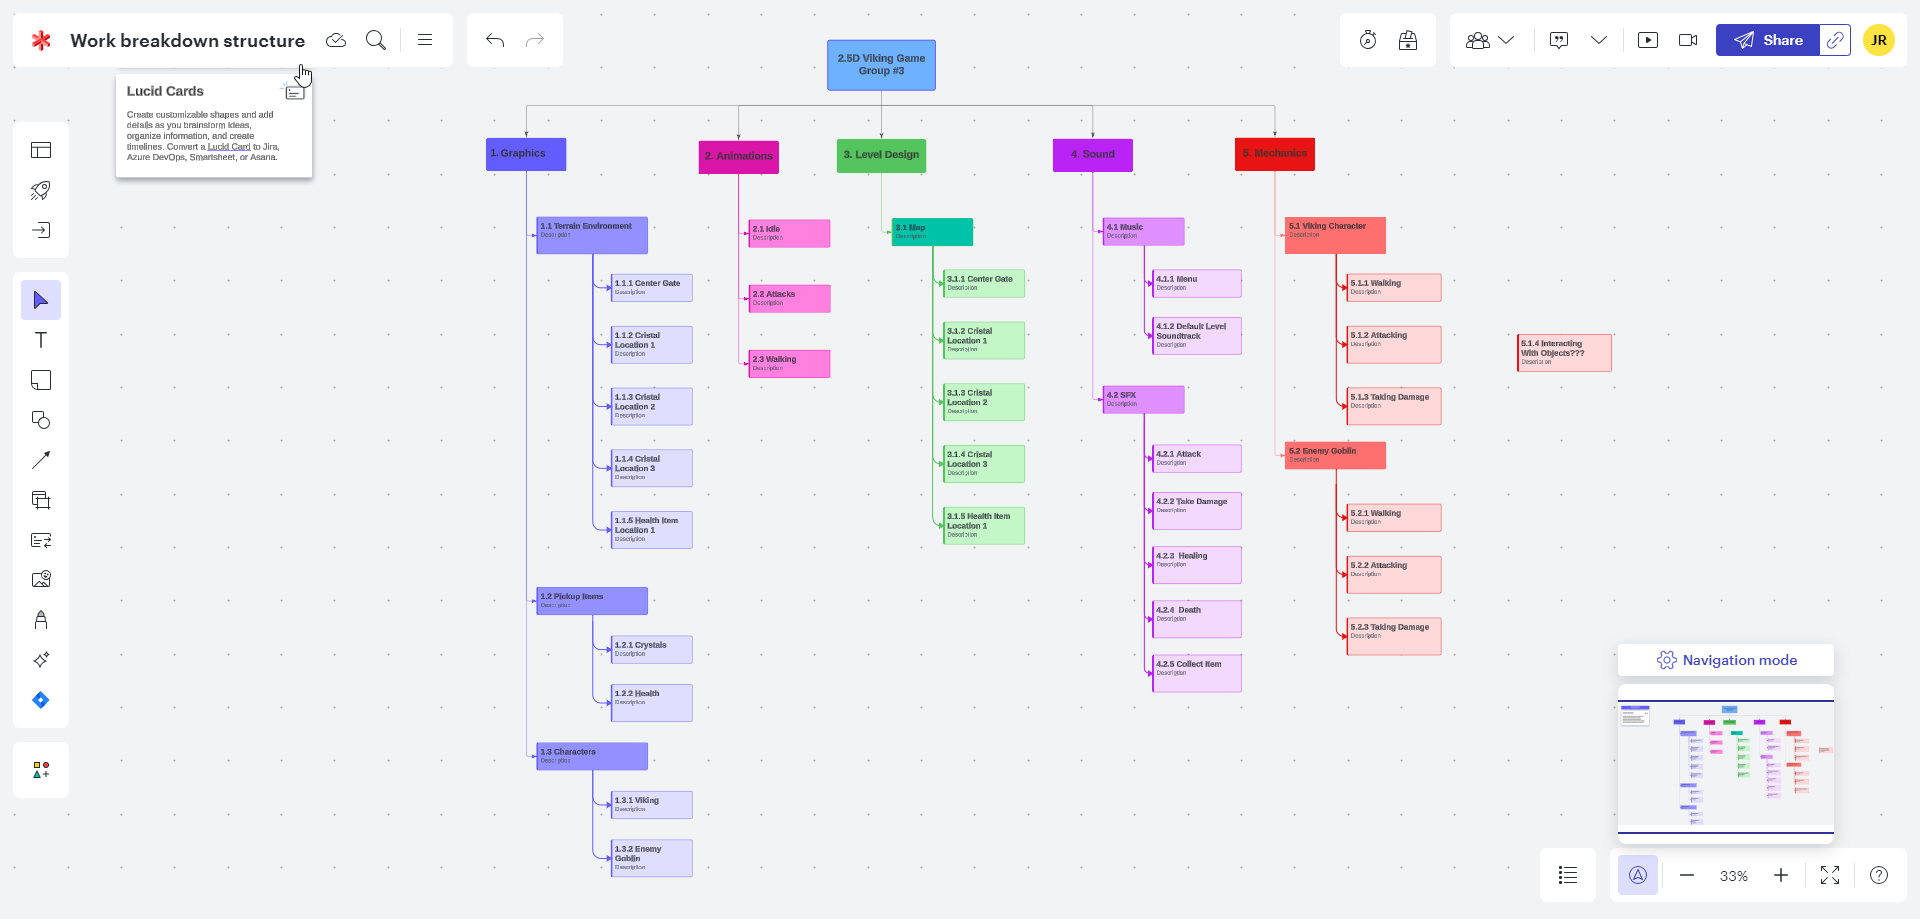 Work breakdown structure
Share
JR
Lucid Cards
Create customizable shapes and add
details as you brainstorm ideas,
organize information, and create
timelines. Convert a Lucid Card to Jira,
Azure DevOps, Smartsheet, or Asana.
2.5D Viking Game
Group #3
1. Graphics
1.1 Terrain Environment
Description
1.1.1 Center Gate
Description
1.1.2 Cristal
Location 1
Description
1.1.3 Cristal
Location 2
Description
1.1.4 Cristal
Location 3
Description
1.1.5 Health Item
Location 1
Description
1.2 Pickup Items
Description
1.2.1 Crystals
Description
1.2.2 Health
Description
1.3 Characters
Description
1.3.1 Viking
Description
1.3.2 Enemy
Goblin
Description
2. Animations
2.1 Idle
Description
2.2 Attacks
Description
2.3 Walking
Description
3. Level Design
3.1 Map
Description
3.1.1 Center Gate
Description
3.1.2 Cristal
Location 1
Description
3.1.3 Cristal
Location 2
Description
3.1.4 Cristal
Location 3
Description
3.1.5 Health Item
Location 1
Description
4. Sound
4.1 Music
Description
4.1.1 Menu
Description
4.1.2 Default Level
Soundtrack
Description
4.2 SFX
Description
4.2.1 Attack
Description
4.2.2 Take Damage
Description
4.2.3 Healing
Description
4.2.4 Death
Description
4.2.5 Collect Item
Description
5. Mechanics
5.1 Viking Character
Description
5.1.1 Walking
Description
5.1.2 Attacking
Description
5.1.3 Taking Damage
Description
5.2 Enemy Goblin
Description
5.2.1 Walking
Description
5.2.2 Attacking
Description
5.2.3 Taking Damage
Description
5.1.4 Interacting
With Objects???
Description
Navigation mode
33%